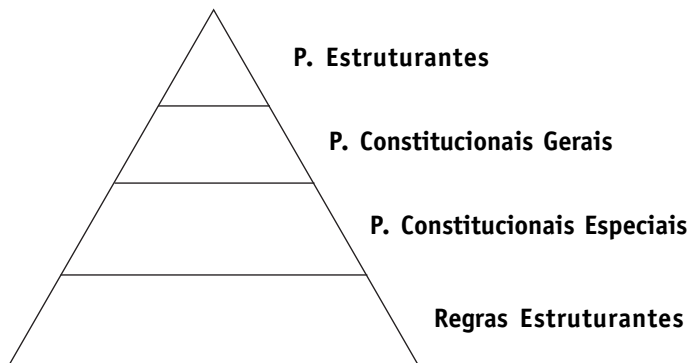 P. Estruturantes
P. Constitucionais Gerais
P. Constitucionais Especiais
Regras Estruturantes